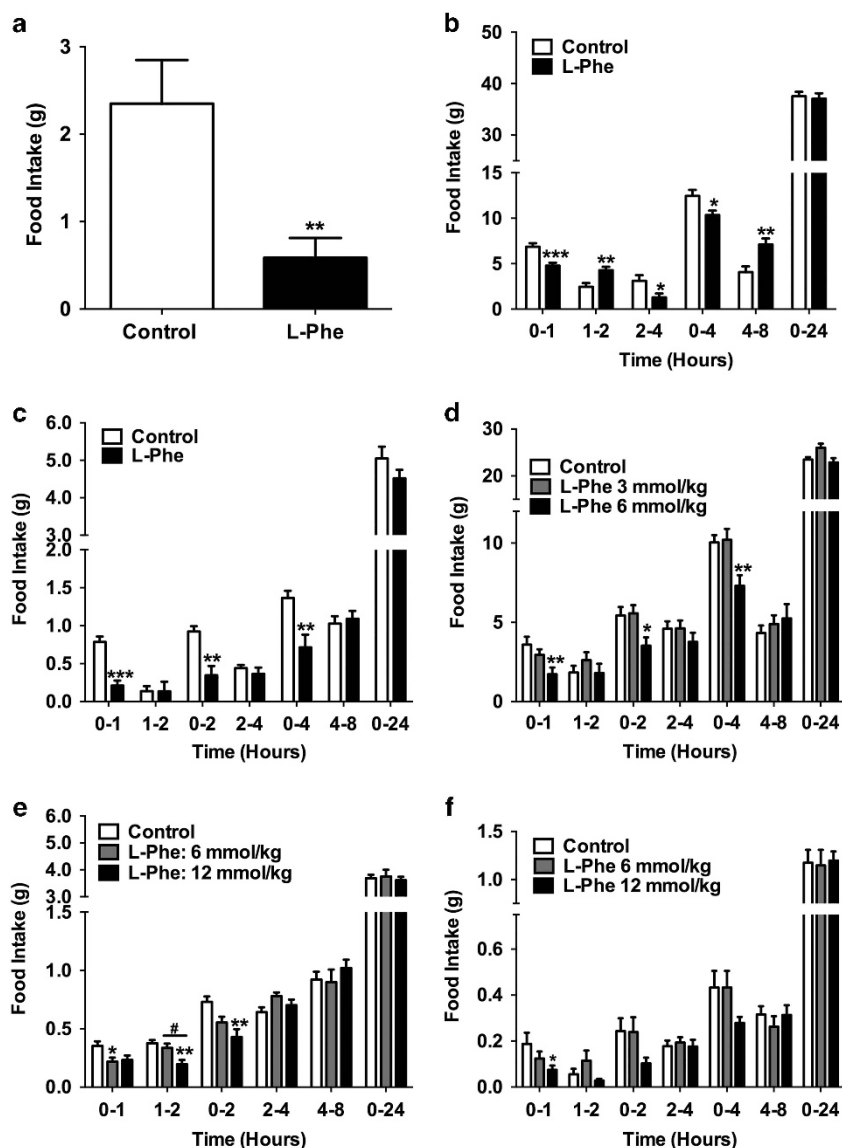 a
Food Intake (g)
3
2
1
0
**
Control
L-Phe
b
Control
L-Phe
Food Intake (g)
50
30
15
10
5
0
***
**
*
*
**
0-1
1-2
2-4
0-4
4-8
0-24
Time (Hours)
c
Control
L-Phe
Food Intake (g)
6.0
5.0
4.0
3.0
2.0
1.5
1.0
0.5
0.0
***
**
**
0-1
1-2
0-2
2-4
0-4
4-8
0-24
Time (Hours)
d
Control
L-Phe 3 mmol/kg
L-Phe 6 mmol/kg
Food Intake (g)
30
20
10
5
0
**
*
**
0-1
1-2
0-2
2-4
0-4
4-8
0-24
Time (Hours)
e
Control
L-Phe: 6 mmol/kg
L-Phe: 12 mmol/kg
Food Intake (g)
6.0
5.0
4.0
3.0
1.5
1.0
0.5
0.0
*
#
**
**
0-1
1-2
0-2
2-4
4-8
0-24
Time (Hours)
f
Control
L-Phe 6 mmol/kg
L-Phe 12 mmol/kg
Food Intake (g)
1.5
1.0
0.6
0.4
0.2
0.0
*
0-1
1-2
0-2
2-4
0-4
4-8
0-24
Time (Hours)